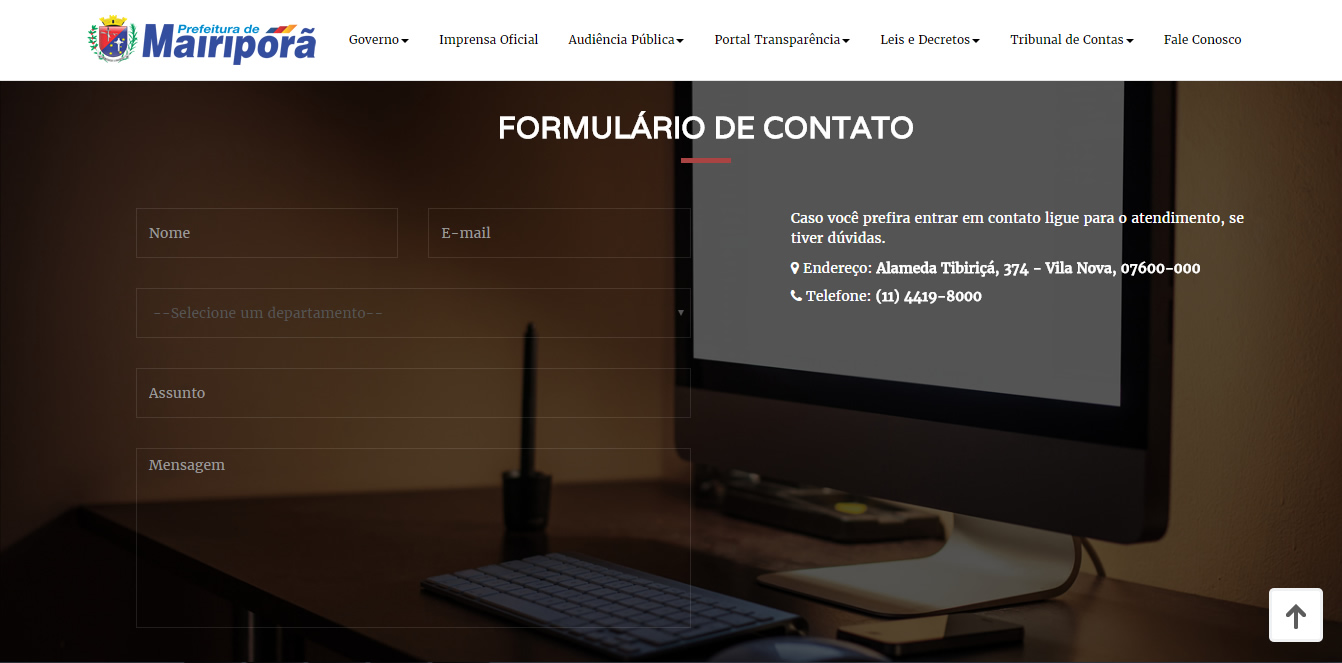 Prefeitura de
Mairiporã
Governo
Imprensa Oficial
Audiência Pública
Portal Transparência
Leis e Decretos
Tribunal de Contas
Fale Conosco
FORMULÁRIO DE CONTATO
Nome
E-mail
--Selecione um departamento--
Assunto
Mensagem
Caso você prefira entrar em contato ligue para o atendimento, se
tiver dúvidas.
Endereço: Alameda Tibiriçá, 374 - Vila Nova, 07600-000
Telefone: (11) 4419-8000